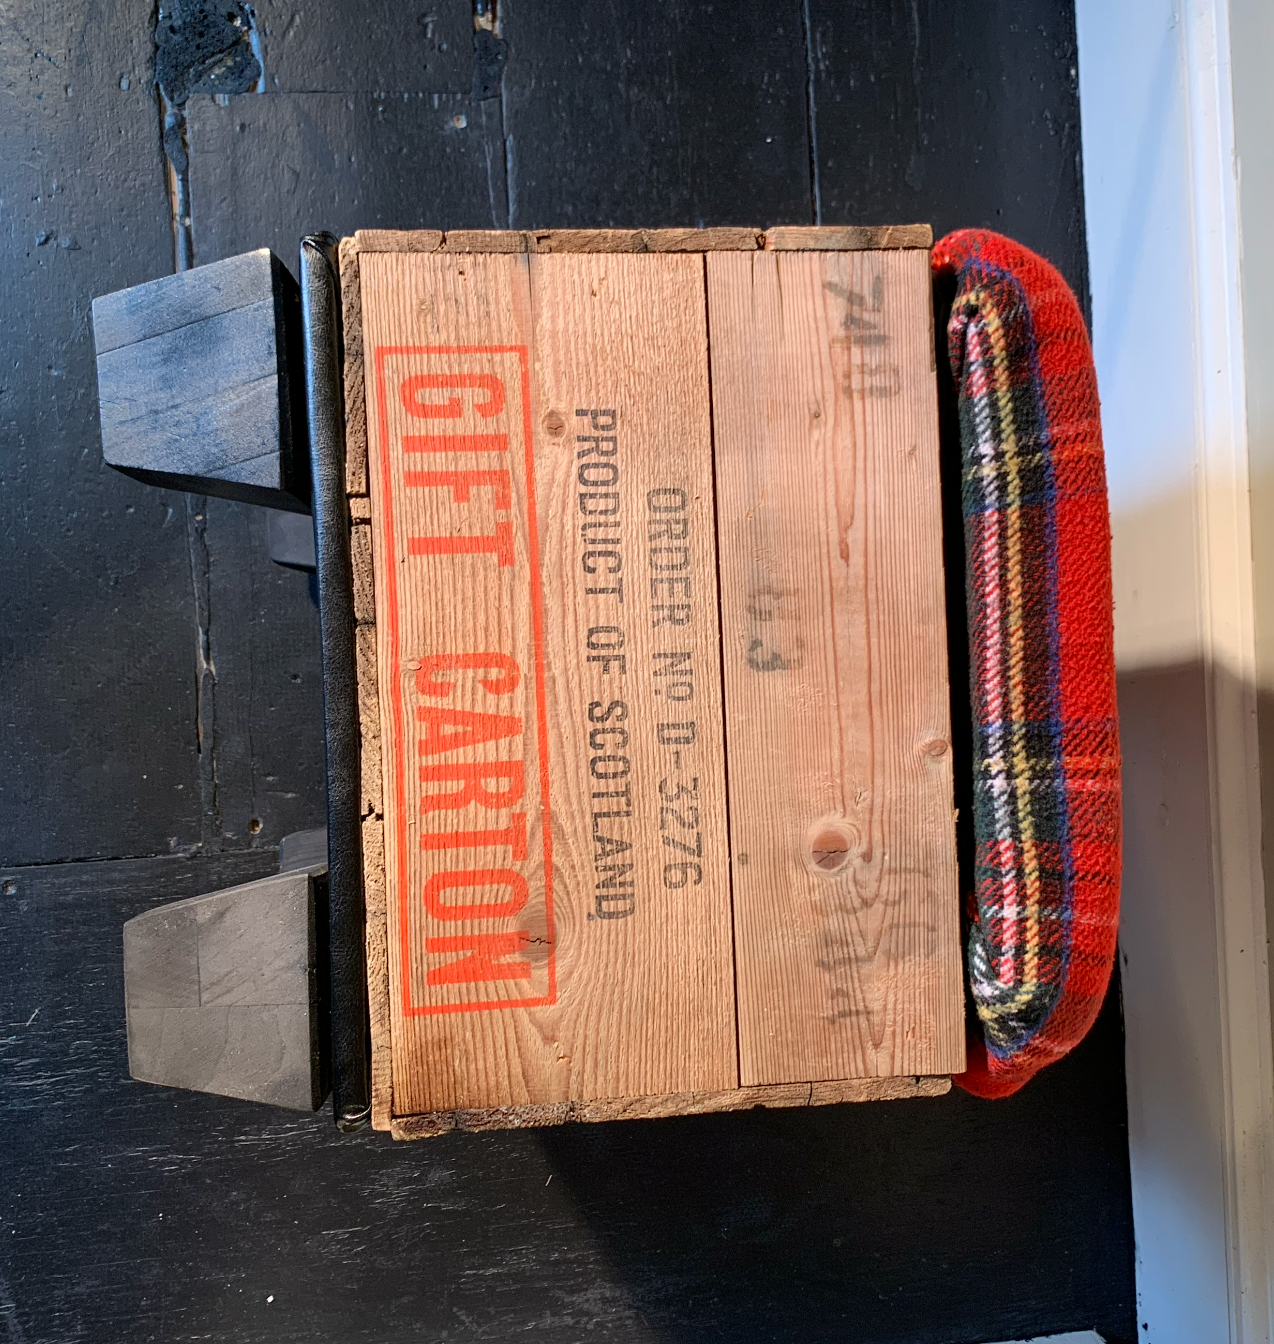 ORDER Nº D-3276
PRODUCT OF SCOTLAND
GIFT CARTON